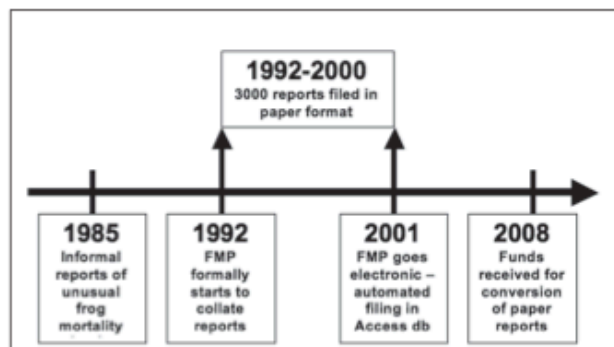 1992-2000
3000 reports filed in
paper format
1985
Informal
reports of
unusual
frog
mortality
1992
FMP
formally
starts to
collate
reports
2001
FMP goes
electronic –
automated
filing in
Access db
2008
Funds
received for
conversion
of paper
reports